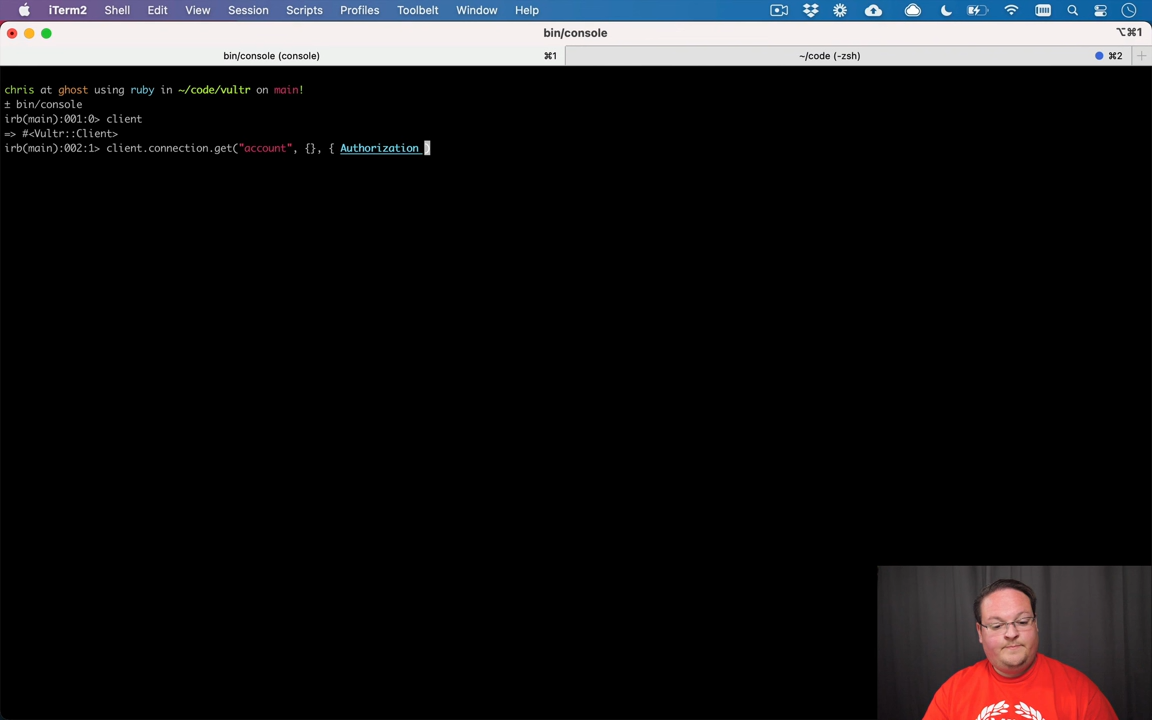 iTerm2 Shell Edit View Session Scripts Profiles Toolbelt Window Help
bin/console
⌥⌘1
bin/console (console) ⌘1
~/code (-zsh) ⌘2
chris at ghost using ruby in ~/code/vultr on main!
± bin/console
irb(main):001:0> client
=> #<Vultr::Client>
irb(main):002:1> client.connection.get("account", {}, { Authorization )